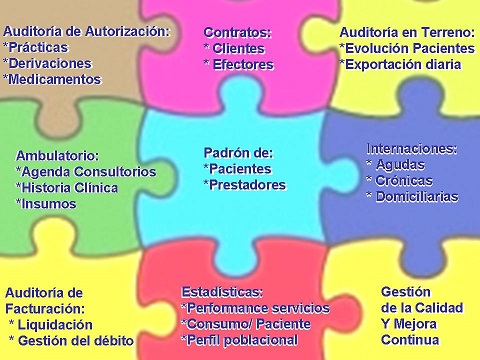 Auditoría de Autorización:
*Prácticas
*Derivaciones
*Medicamentos
Contratos:
* Clientes
* Efectores
Auditoría en Terreno:
*Evolución Pacientes
*Exportación diaria
Ambulatorio:
*Agenda Consultorios
*Historia Clínica
*Insumos
Padrón de:
*Pacientes
*Prestadores
Internaciones:
* Agudas
* Crónicas
* Domiciliarias
Auditoría de
Facturación:
* Liquidación
* Gestión del débito
Estadísticas:
*Performance servicios
*Consumo/ Paciente
*Perfil poblacional
Gestión
de la Calidad
Y Mejora
Continua